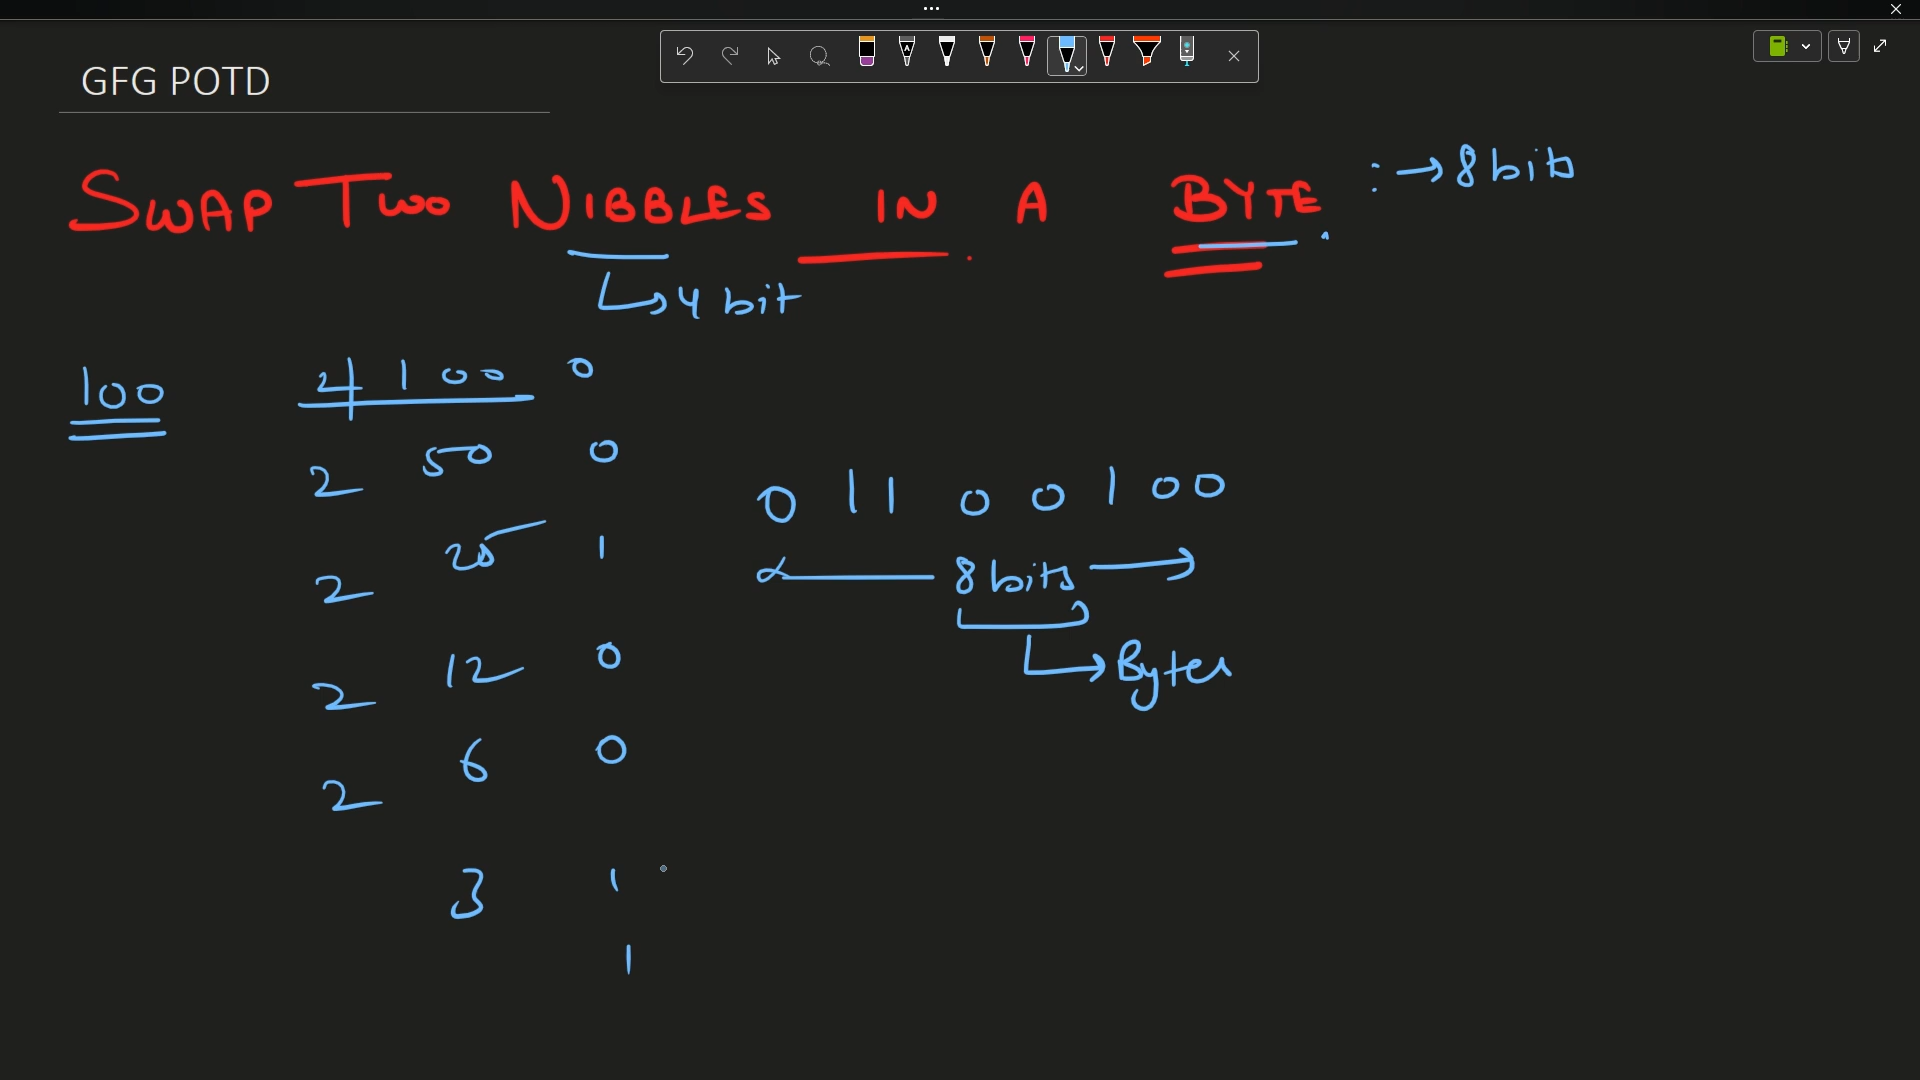 GFG POTD
SWAP TWO NIBBLES IN A BYTE : → 8 bits
↳ 4 bit
100
2 100 0
2 50 0
2 25 1
2 12 0
2 6 0
3 1
1
0 1 1 0 0 1 0 0
← 8 bits →
↳ Bytes